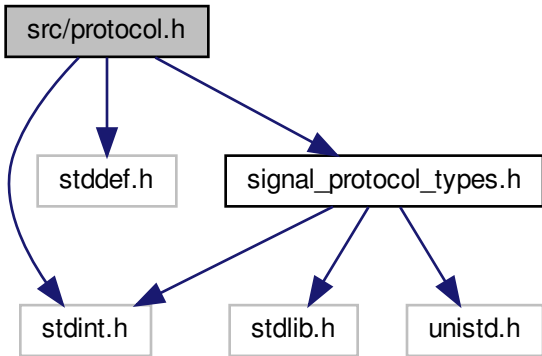 src/protocol.h
stddef.h
signal_protocol_types.h
stdint.h
stdlib.h
unistd.h